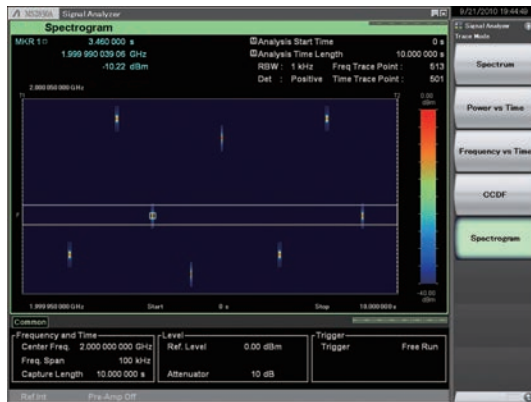 MS2830A Signal Analyzer
9/21/2010 19:44:49
Spectrogram
Signal Analyzer
Trace Mode
MKR 1 3.460 000 s
1.999 990 039 06 GHz
-10.22 dBm
Analysis Start Time 0 s
Analysis Time Length 10.000 000 s
RBW : 1 kHz Freq Trace Point : 513
Det : Positive Time Trace Point : 501
2.000 050 000 GHz
T1
T2
0.00
dBm
F
-40.00
dBm
1.999 950 000 GHz Start 0 s Stop 10.000 000 s
Common
Frequency and Time
Center Freq. 2.000 000 000 GHz
Freq. Span 100 kHz
Capture Length 10.000 000 s
Level
Ref. Level 0.00 dBm
Attenuator 10 dB
Trigger
Trigger Free Run
Ref.Int Pre-Amp Off
Spectrum
Power vs Time
Frequency vs Time
CCDF
Spectrogram